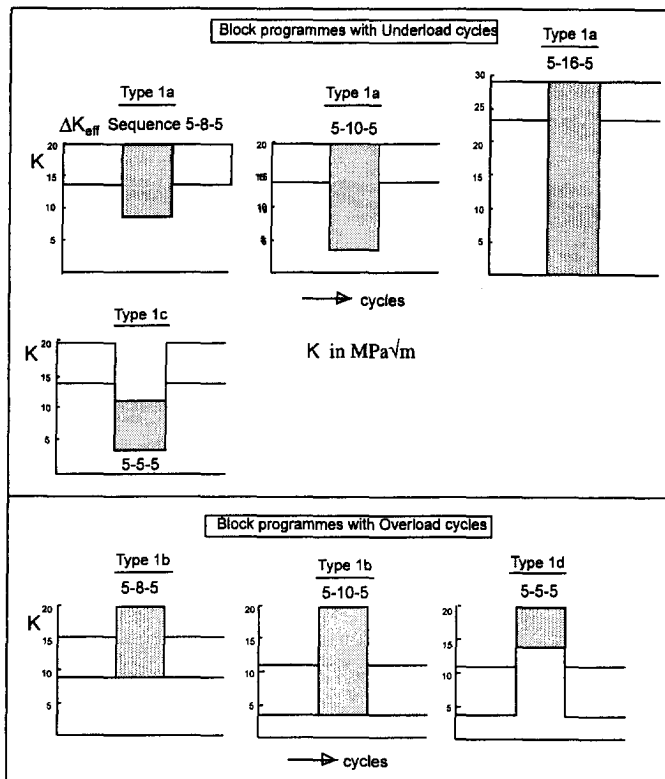 Block programmes with Underload cycles
Type 1a
5-16-5
Type 1a
ΔKeff Sequence 5-8-5
Type 1a
5-10-5
30
25
20
15
10
5
K
20
15
10
5
20
15
10
5
cycles
Type 1c
K
20
15
10
5
5-5-5
K in MPa√m
Block programmes with Overload cycles
Type 1b
5-8-5
Type 1b
5-10-5
Type 1d
5-5-5
K
20
15
10
5
20
15
10
5
20
15
10
5
cycles